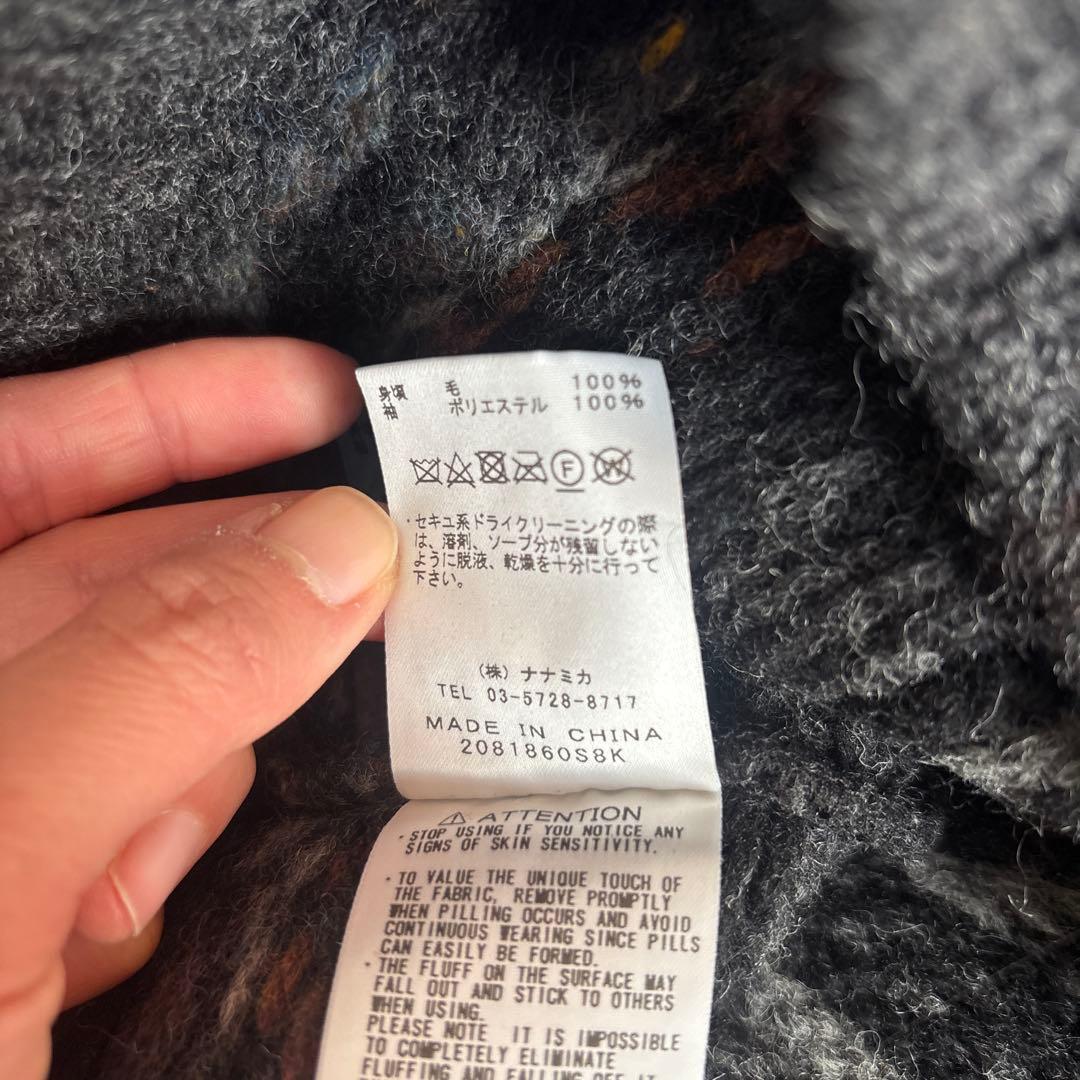 身頃 毛 100%
袖 ポリエステル 100%
F W
・セキユ系ドライクリーニングの際
は、溶剤、ソープ分が残留しない
ように脱液、乾燥を十分に行って
下さい。
(株) ナナミカ
TEL 03-5728-8717
MADE IN CHINA
2081860S8K
⚠ ATTENTION
・STOP USING IF YOU NOTICE ANY
SIGNS OF SKIN SENSITIVITY.
・TO VALUE THE UNIQUE TOUCH OF
THE FABRIC, REMOVE PROMPTLY
WHEN PILLING OCCURS AND AVOID
CONTINUOUS WEARING SINCE PILLS
CAN EASILY BE FORMED.
・THE FLUFF ON THE SURFACE MAY
FALL OUT AND STICK TO OTHERS
WHEN USING.
PLEASE NOTE IT IS IMPOSSIBLE
TO COMPLETELY ELIMINATE
FLUFFING AND FALLING OFF IT